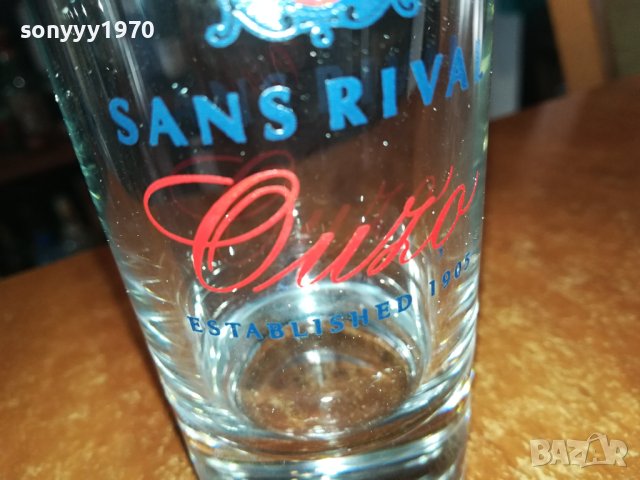 sonyyy1970
SANS RIVAL
Ouzo
ESTABLISHED 1905
BAZAR